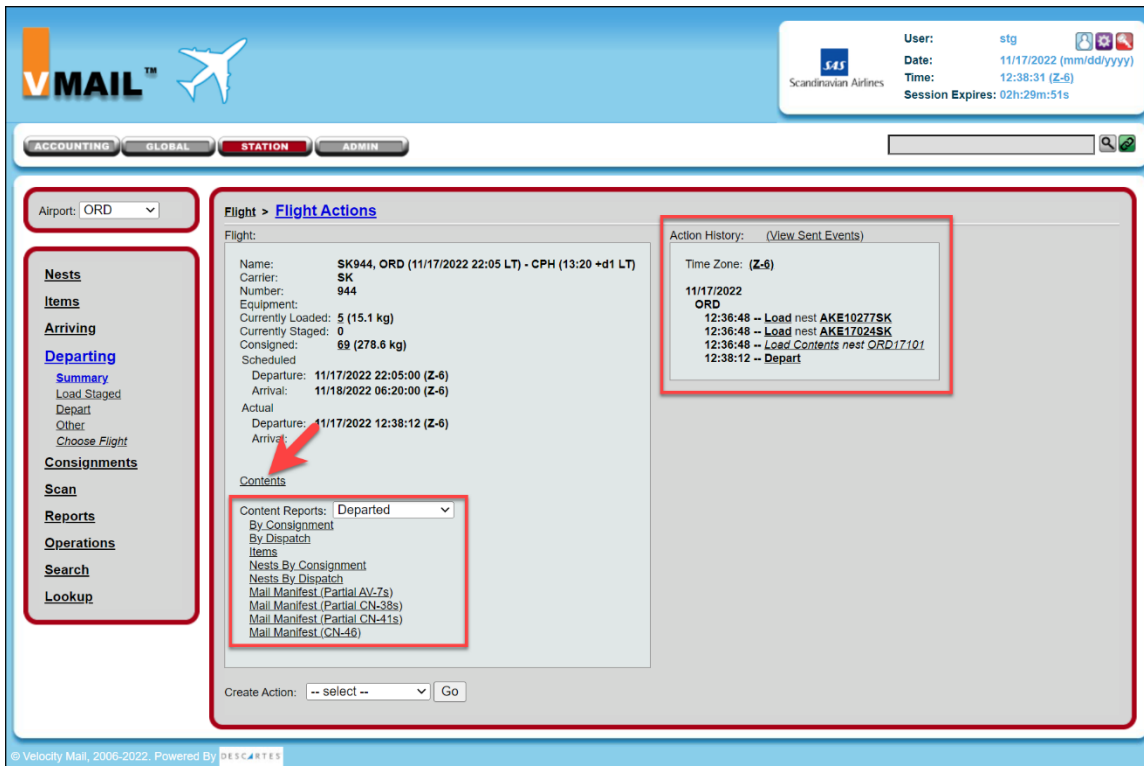 VMAIL™
SAS
Scandinavian Airlines
User: stg
Date: 11/17/2022 (mm/dd/yyyy)
Time: 12:38:31 (Z-6)
Session Expires: 02h:29m:51s
ACCOUNTING GLOBAL STATION ADMIN
Airport: ORD
Nests
Items
Arriving
Departing
Summary
Load Staged
Depart
Other
Choose Flight
Consignments
Scan
Reports
Operations
Search
Lookup
Flight > Flight Actions
Flight:
Name: SK944, ORD (11/17/2022 22:05 LT) - CPH (13:20 +d1 LT)
Carrier: SK
Number: 944
Equipment:
Currently Loaded: 5 (15.1 kg)
Currently Staged: 0
Consigned: 69 (278.6 kg)
Scheduled
Departure: 11/17/2022 22:05:00 (Z-6)
Arrival: 11/18/2022 06:20:00 (Z-6)
Actual
Departure: 11/17/2022 12:38:12 (Z-6)
Arrival:
Contents
Content Reports: Departed
By Consignment
By Dispatch
Items
Nests By Consignment
Nests By Dispatch
Mail Manifest (Partial AV-7s)
Mail Manifest (Partial CN-38s)
Mail Manifest (Partial CN-41s)
Mail Manifest (CN-46)
Create Action: -- select -- Go
Action History: (View Sent Events)
Time Zone: (Z-6)
11/17/2022
ORD
12:36:48 -- Load nest AKE10277SK
12:36:48 -- Load nest AKE17024SK
12:36:48 -- Load Contents nest ORD17101
12:38:12 -- Depart
© Velocity Mail, 2006-2022. Powered By DESCARTES